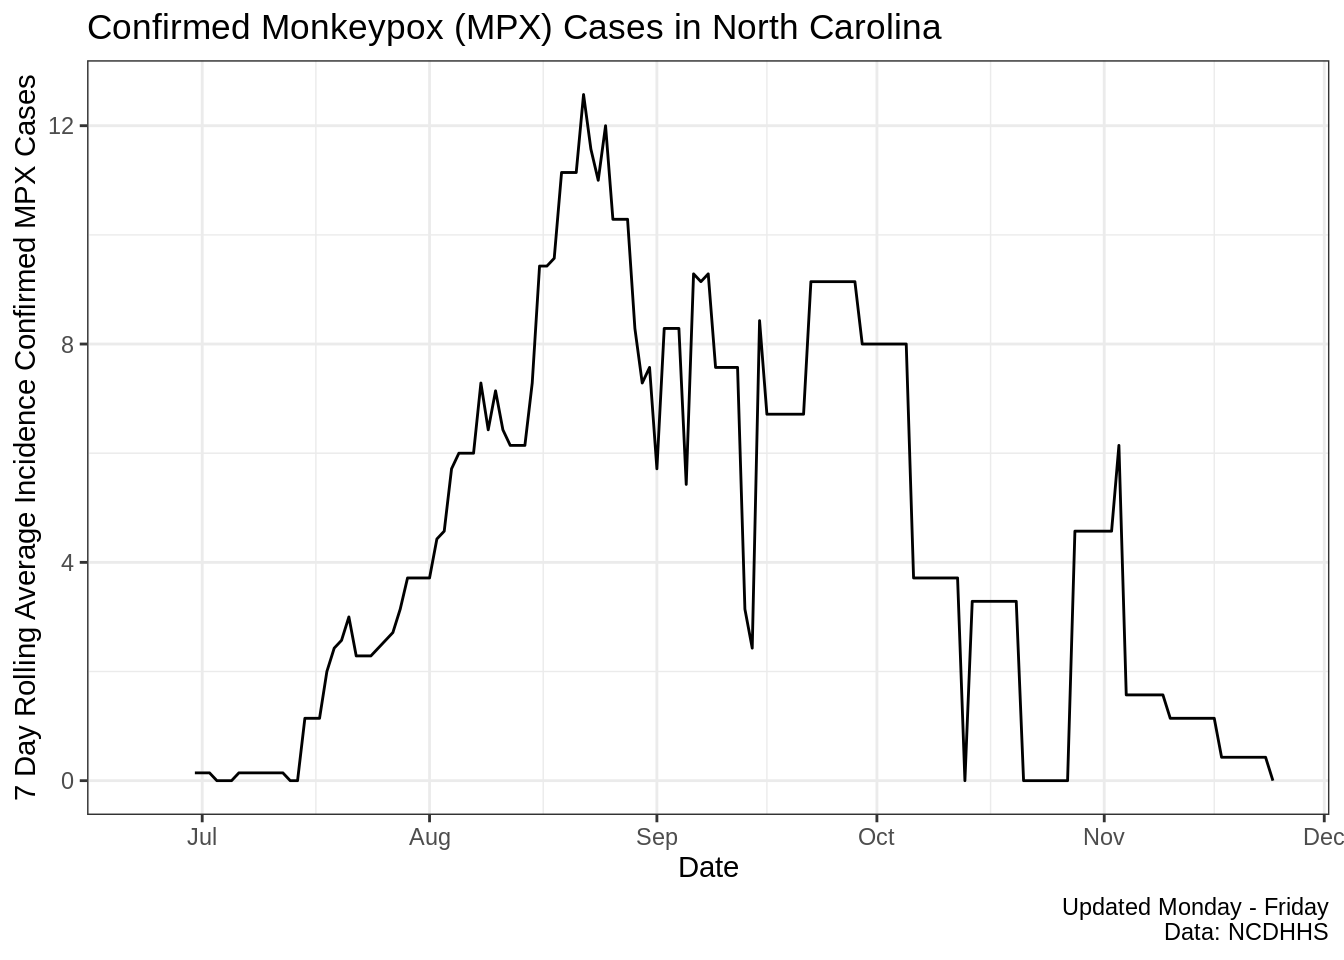 Confirmed Monkeypox (MPX) Cases in North Carolina
7 Day Rolling Average Incidence Confirmed MPX Cases
12
8
4
0
Jul Aug Sep Oct Nov Dec
Date
Updated Monday - Friday
Data: NCDHHS